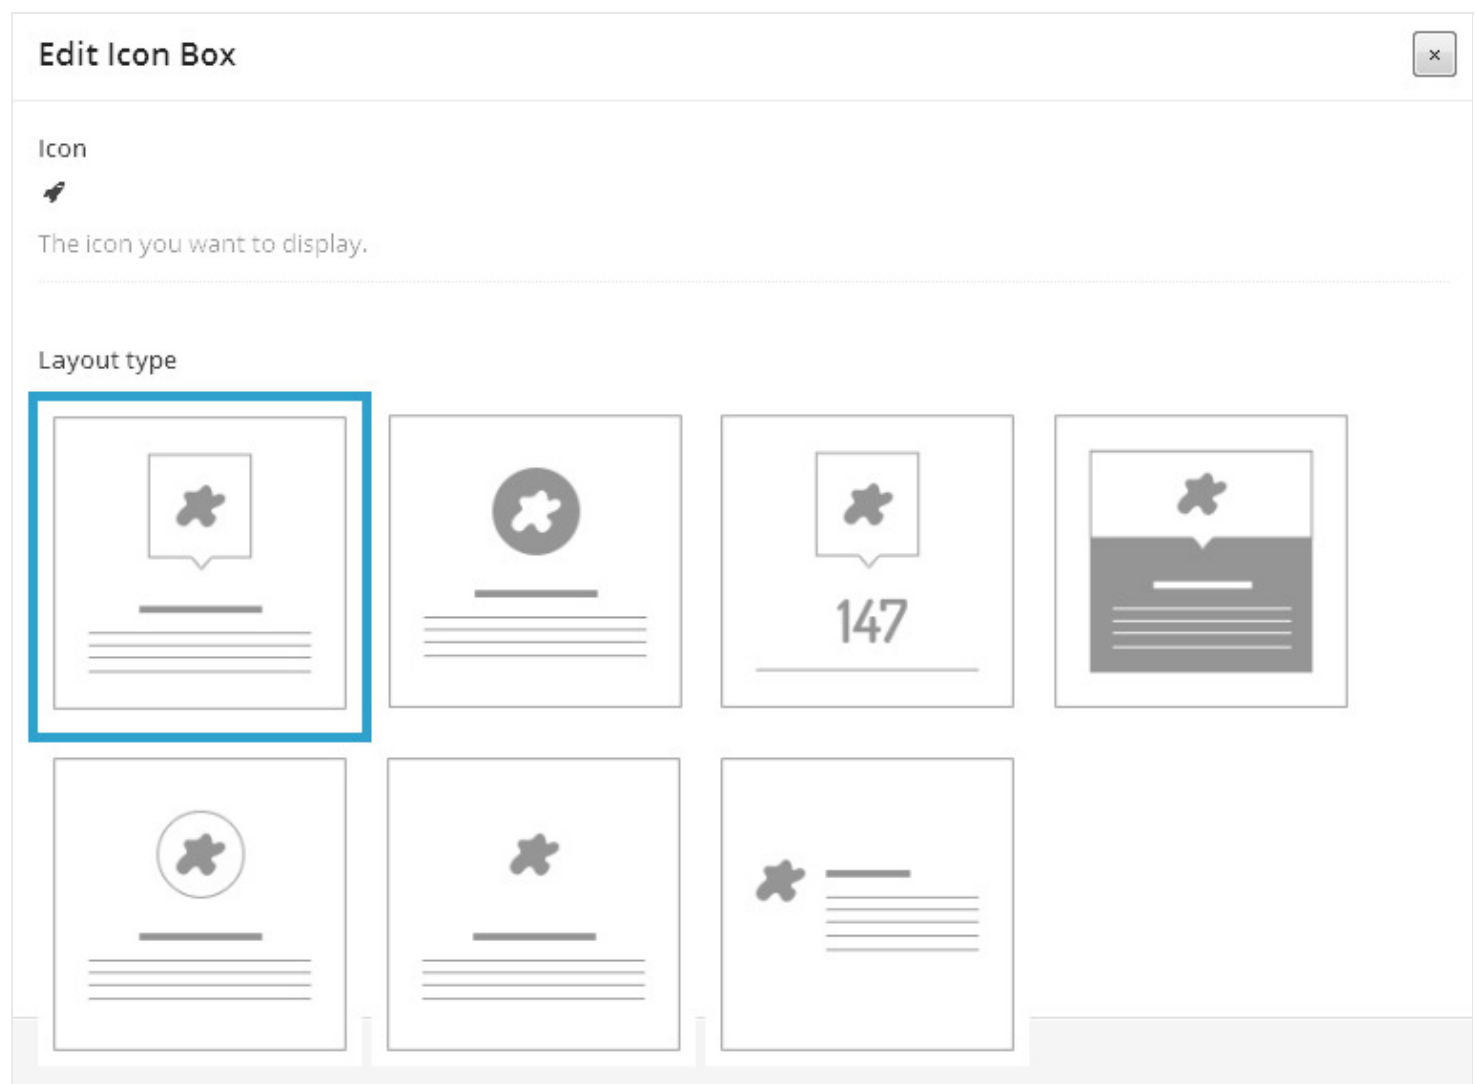 Edit Icon Box
×
Icon
The icon you want to display.
Layout type
147